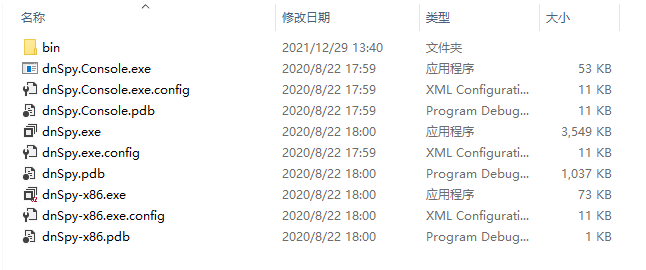 名称 修改日期 类型 大小
bin 2021/12/29 13:40 文件夹
dnSpy.Console.exe 2020/8/22 17:59 应用程序 53 KB
dnSpy.Console.exe.config 2020/8/22 17:59 XML Configurati... 11 KB
dnSpy.Console.pdb 2020/8/22 17:59 Program Debug... 11 KB
dnSpy.exe 2020/8/22 18:00 应用程序 3,549 KB
dnSpy.exe.config 2020/8/22 17:59 XML Configurati... 11 KB
dnSpy.pdb 2020/8/22 18:00 Program Debug... 1,037 KB
dnSpy-x86.exe 2020/8/22 18:00 应用程序 73 KB
dnSpy-x86.exe.config 2020/8/22 18:00 XML Configurati... 11 KB
dnSpy-x86.pdb 2020/8/22 18:00 Program Debug... 1 KB